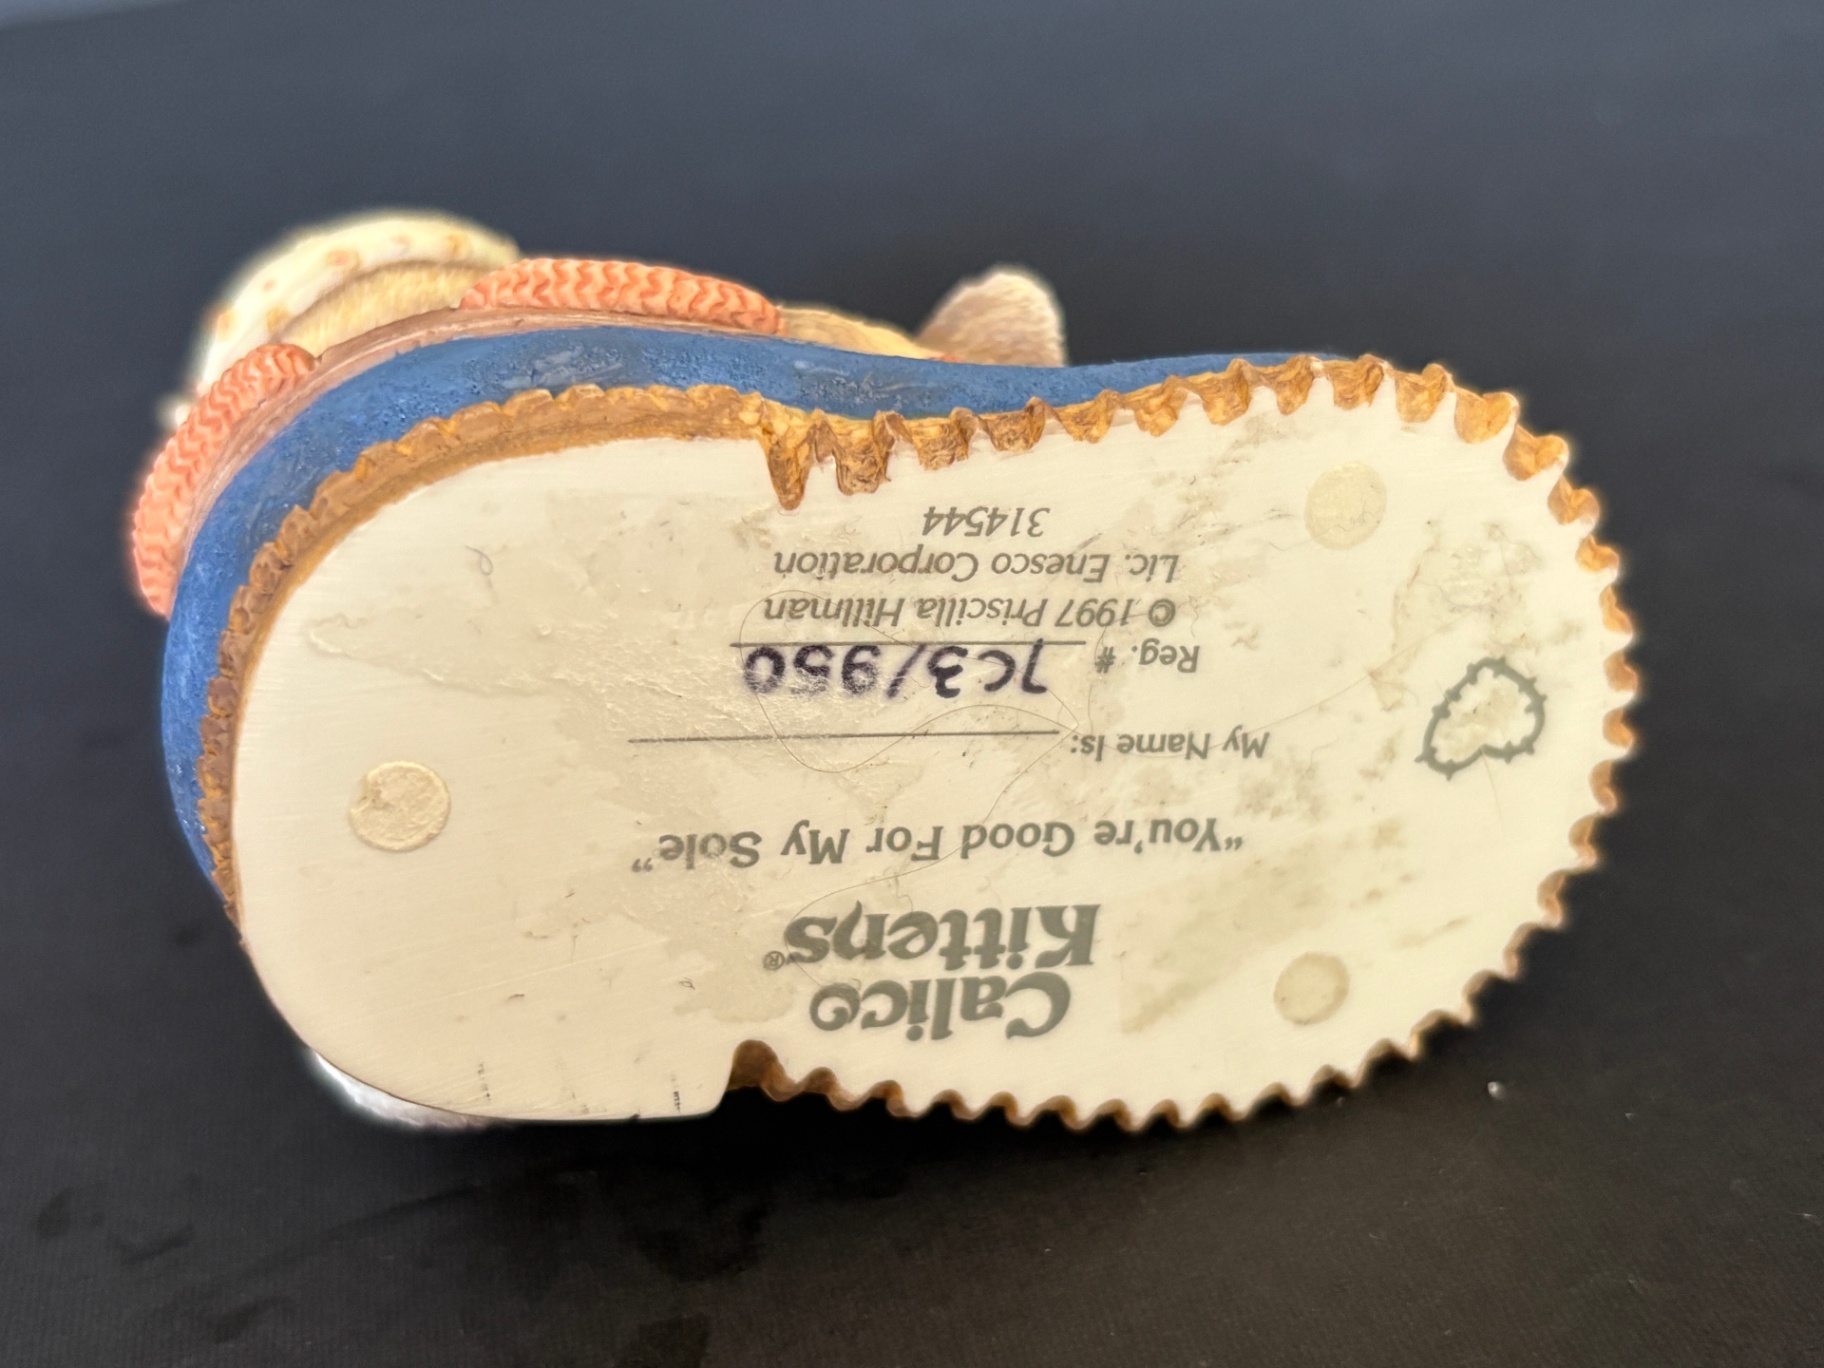 Calico
Kittens®
"You're Good For My Sole"
My Name Is:
Reg. # 7C3/950
© 1997 Priscilla Hillman
Lic. Enesco Corporation
314544